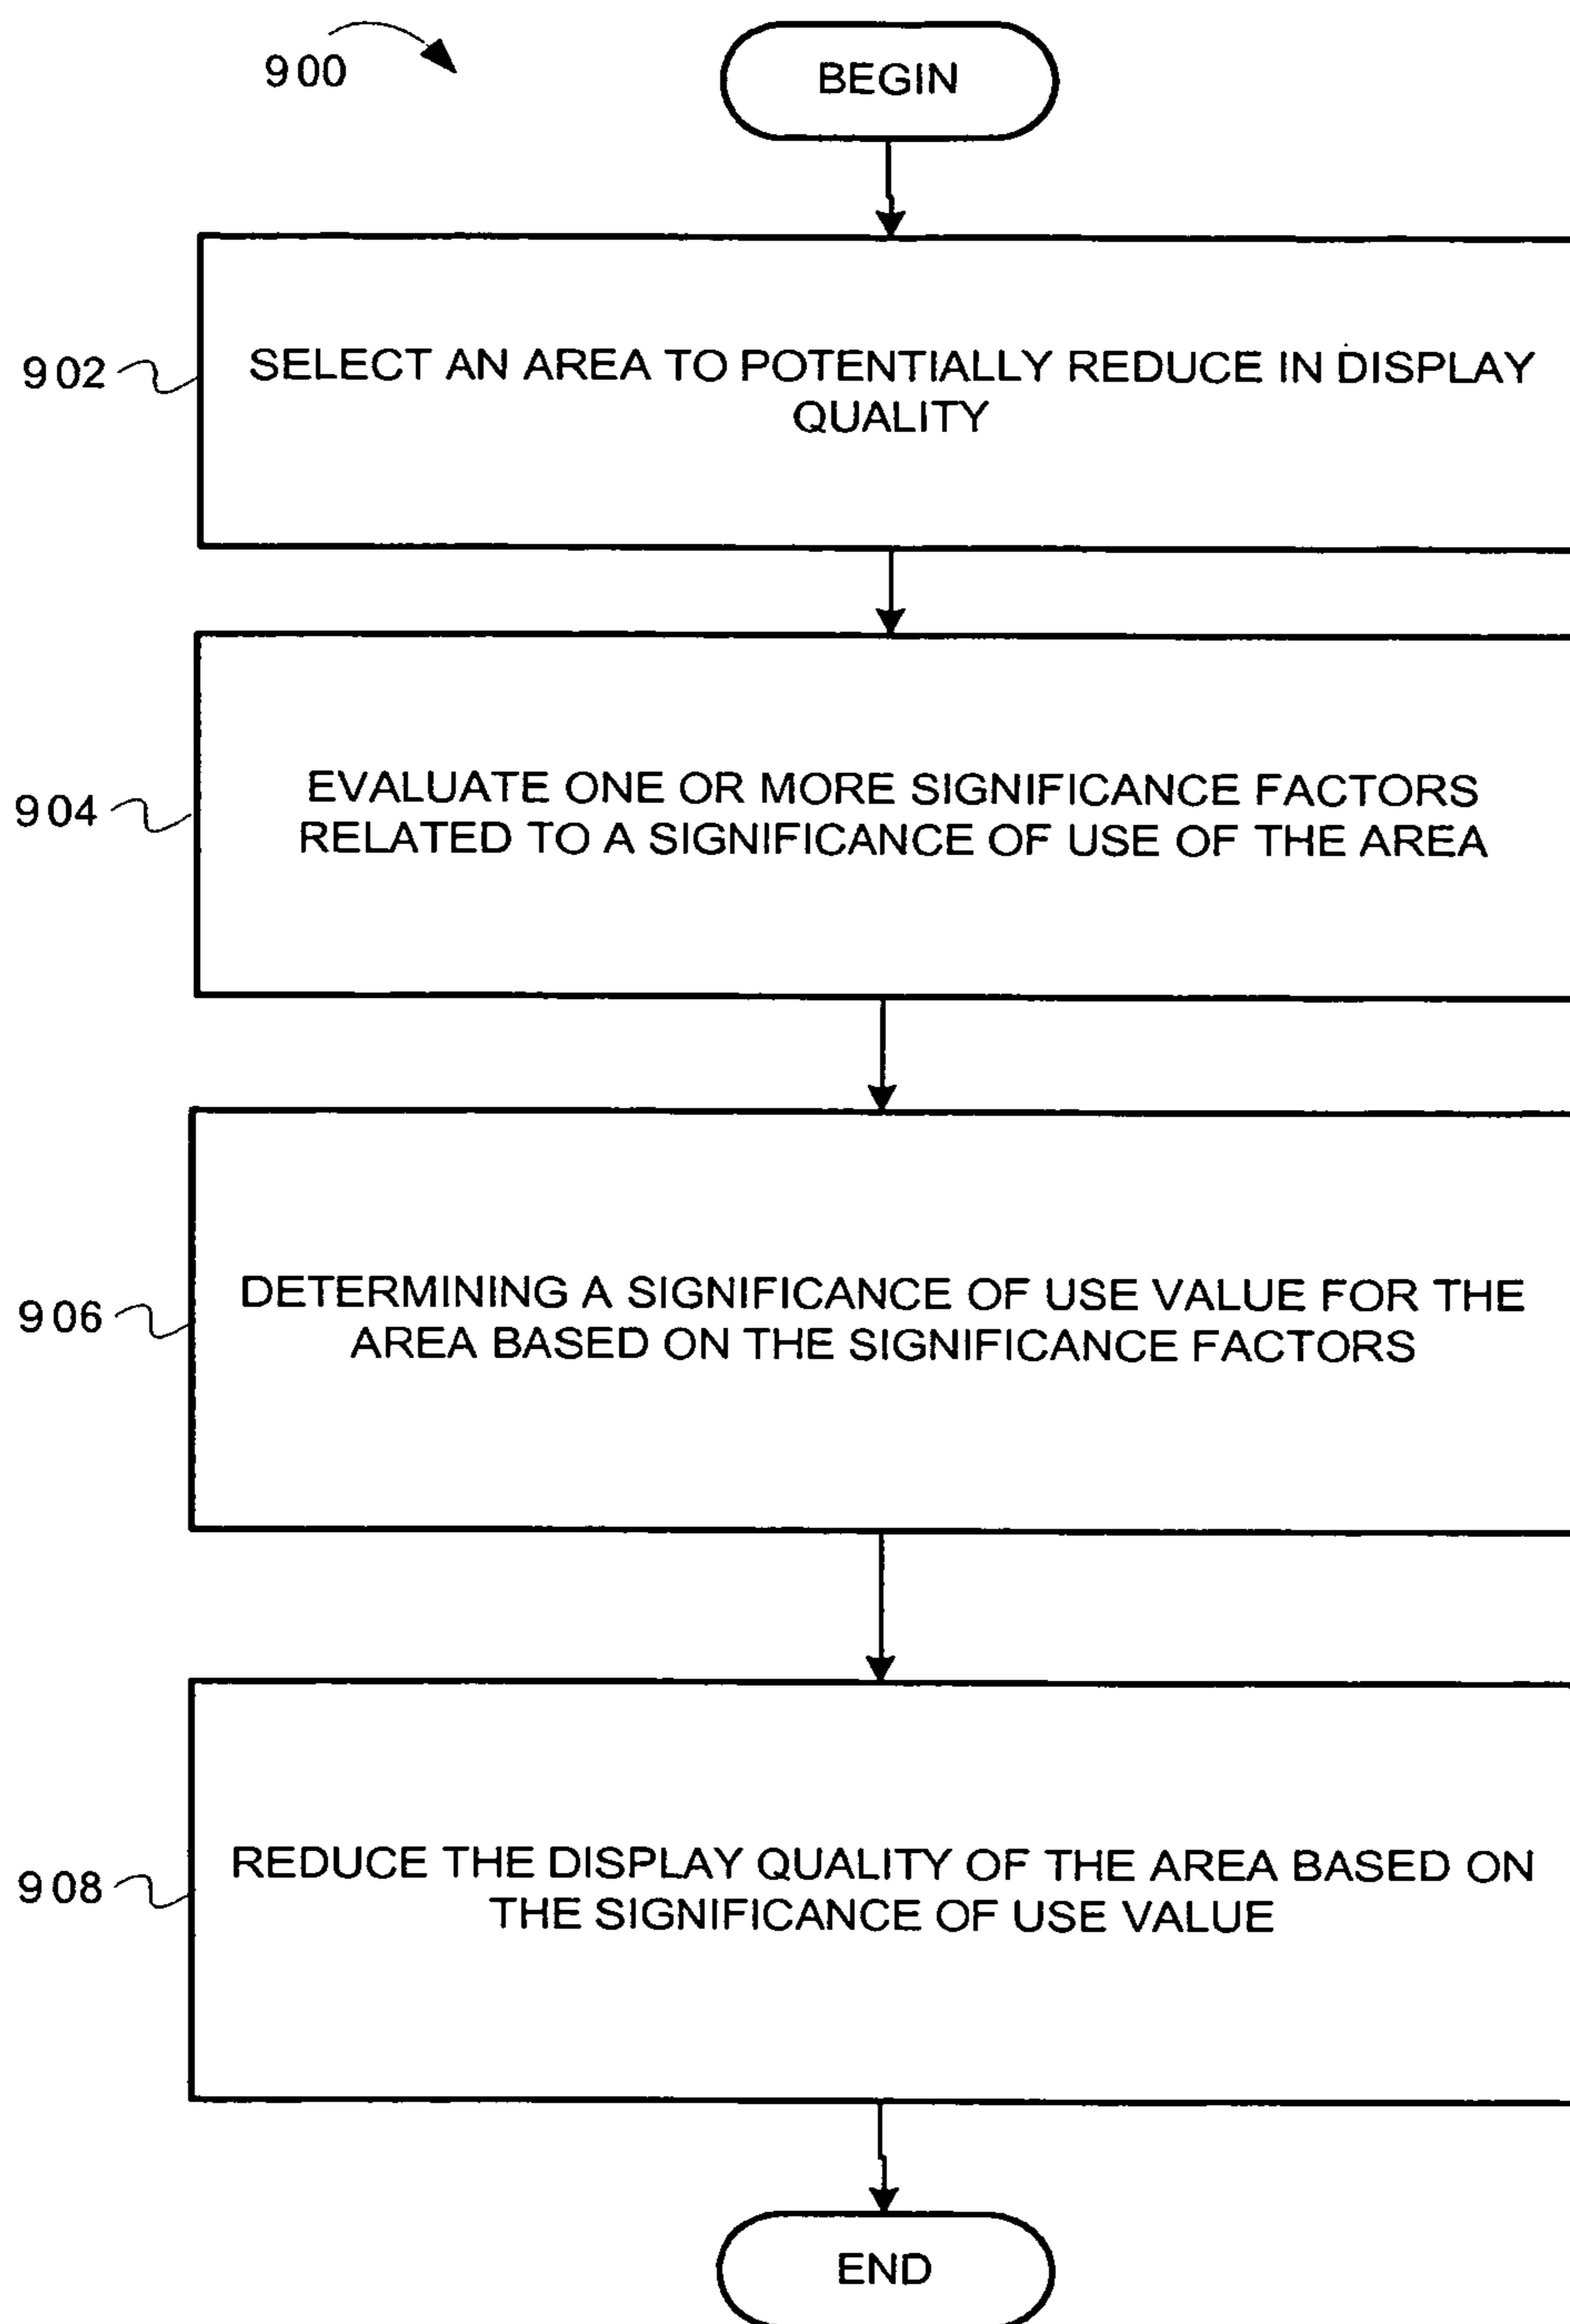 900
BEGIN
902
SELECT AN AREA TO POTENTIALLY REDUCE IN DISPLAY
QUALITY
904
EVALUATE ONE OR MORE SIGNIFICANCE FACTORS
RELATED TO A SIGNIFICANCE OF USE OF THE AREA
906
DETERMINING A SIGNIFICANCE OF USE VALUE FOR THE
AREA BASED ON THE SIGNIFICANCE FACTORS
908
REDUCE THE DISPLAY QUALITY OF THE AREA BASED ON
THE SIGNIFICANCE OF USE VALUE
END